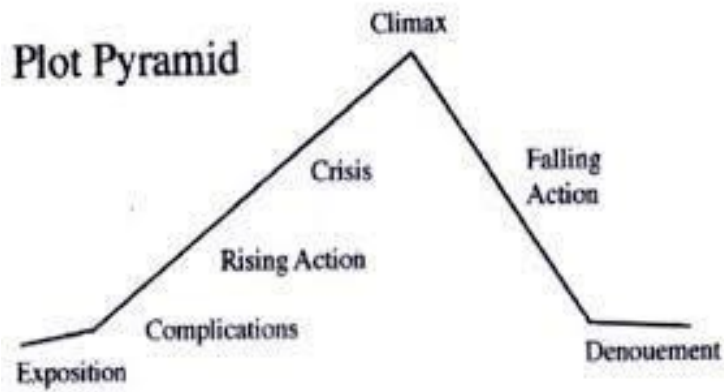 Climax
Plot Pyramid
Crisis
Falling
Action
Rising Action
Complications
Exposition
Denouement